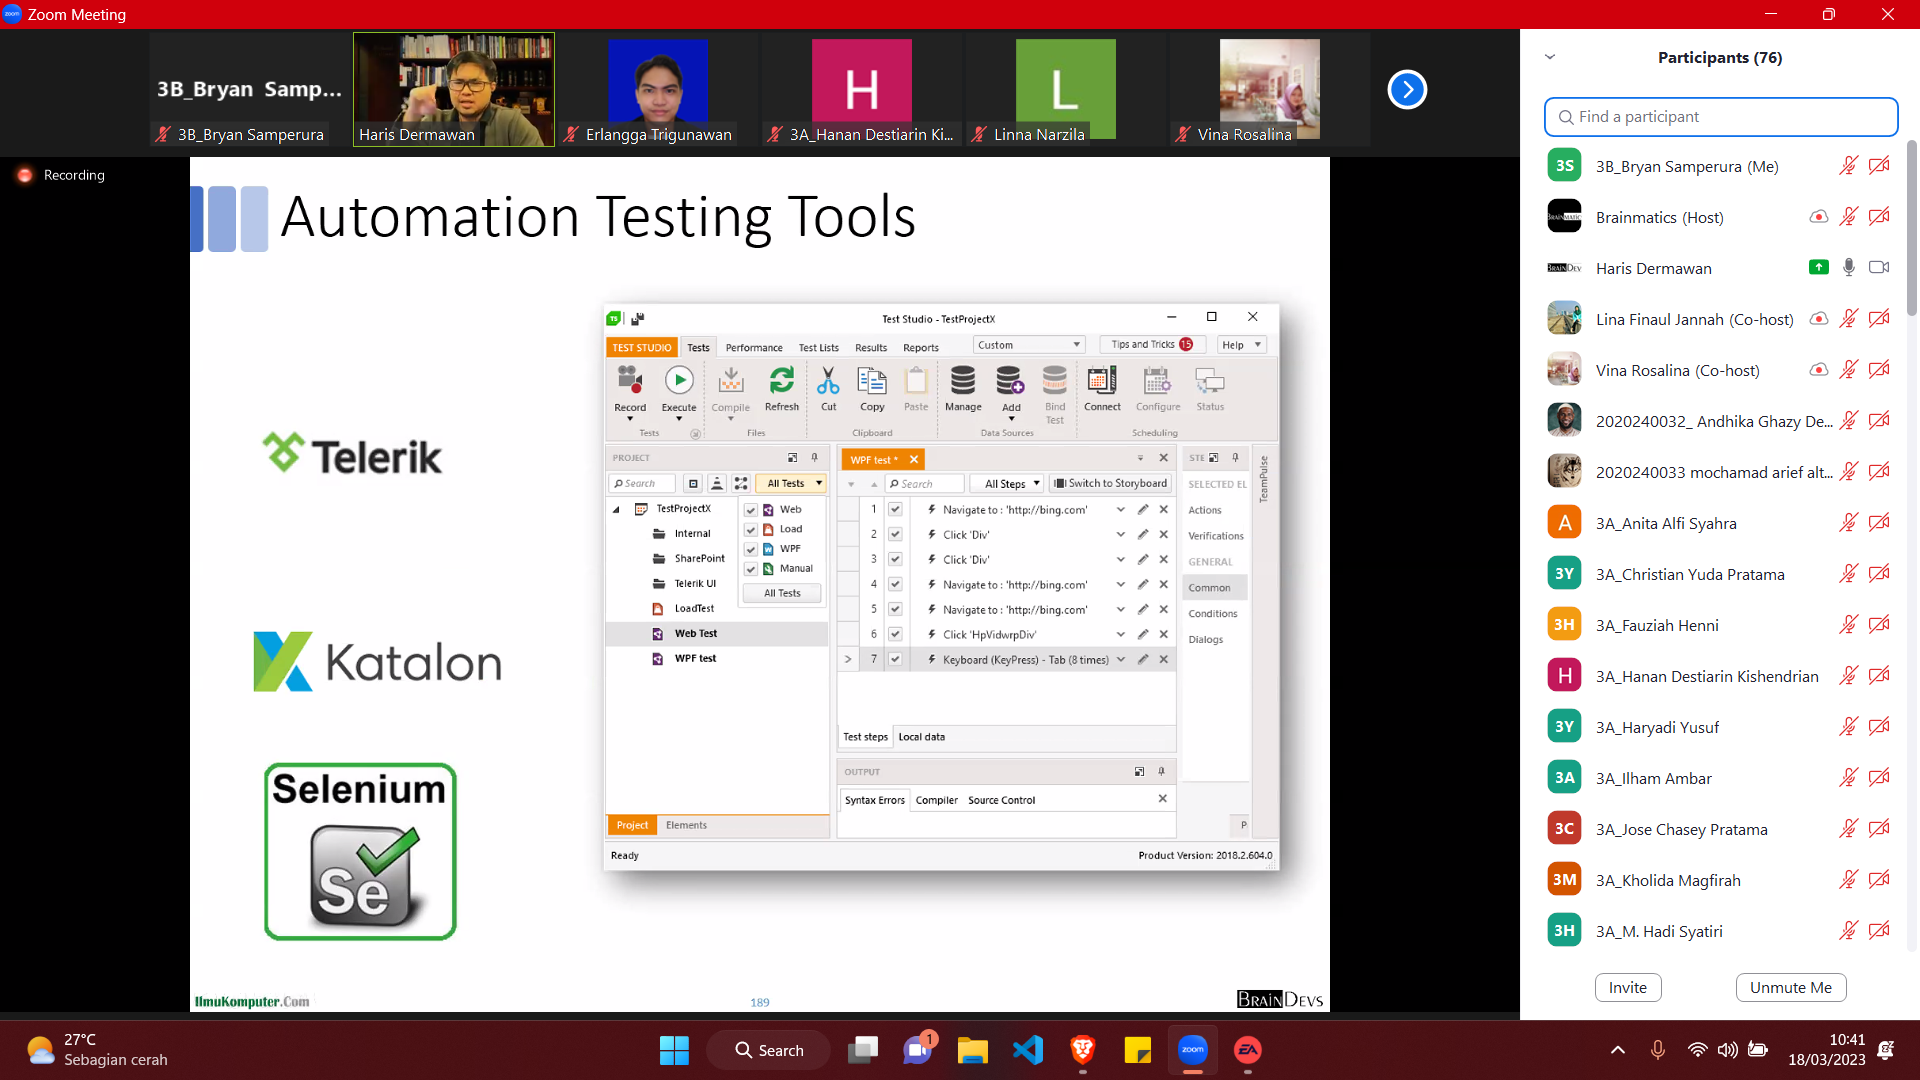 Zoom Meeting
3B_Bryan Samp...
3B_Bryan Samperura
Haris Dermawan
Erlangga Trigunawan
H
3A_Hanan Destiarin Ki...
L
Linna Narzila
Vina Rosalina
Recording
Automation Testing Tools
Telerik
Katalon
Selenium
Se
Test Studio - TestProjectX
TEST STUDIO
Tests
Performance
Test Lists
Results
Reports
Custom
Tips and Tricks 15
Help
Record
Execute
Compile
Refresh
Cut
Copy
Paste
Manage
Add
Bind Test
Connect
Configure
Status
Tests
Files
Clipboard
Data Sources
Scheduling
PROJECT
Search
All Tests
TestProjectX
Internal
SharePoint
Telerik UI
LoadTest
Web Test
WPF test
Web
Load
WPF
Manual
All Tests
Project
Elements
WPF test *
Search
All Steps
Switch to Storyboard
1 Navigate to : 'http://bing.com'
2 Click 'Div'
3 Click 'Div'
4 Navigate to : 'http://bing.com'
5 Navigate to : 'http://bing.com'
6 Click 'HpVidwrpDiv'
7 Keyboard (KeyPress) - Tab (8 times)
Test steps
Local data
OUTPUT
Syntax Errors
Compiler
Source Control
STE
SELECTED EL
Actions
Verifications
GENERAL
Common
Conditions
Dialogs
P
TeamPulse
Ready
Product Version: 2018.2.604.0
IlmuKomputer.Com
189
BRAINDEVS
Participants (76)
Find a participant
3S 3B_Bryan Samperura (Me)
BRAINMATICS Brainmatics (Host)
BRAINDEV Haris Dermawan
Lina Finaul Jannah (Co-host)
Vina Rosalina (Co-host)
2020240032_ Andhika Ghazy De...
2020240033 mochamad arief alt...
A 3A_Anita Alfi Syahra
3Y 3A_Christian Yuda Pratama
3H 3A_Fauziah Henni
H 3A_Hanan Destiarin Kishendrian
3Y 3A_Haryadi Yusuf
3A 3A_Ilham Ambar
3C 3A_Jose Chasey Pratama
3M 3A_Kholida Magfirah
3H 3A_M. Hadi Syatiri
Invite
Unmute Me
27°C
Sebagian cerah
Search
1
zoom
EA
10:41
18/03/2023